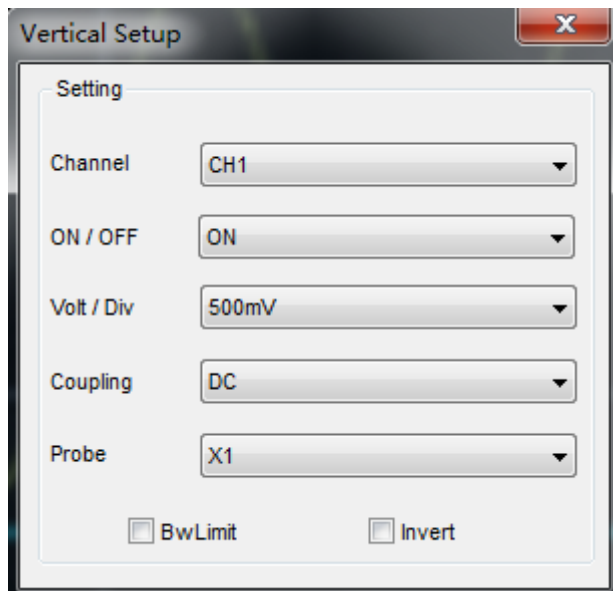 Vertical Setup
Setting
Channel CH1
ON / OFF ON
Volt / Div 500mV
Coupling DC
Probe X1
BwLimit Invert